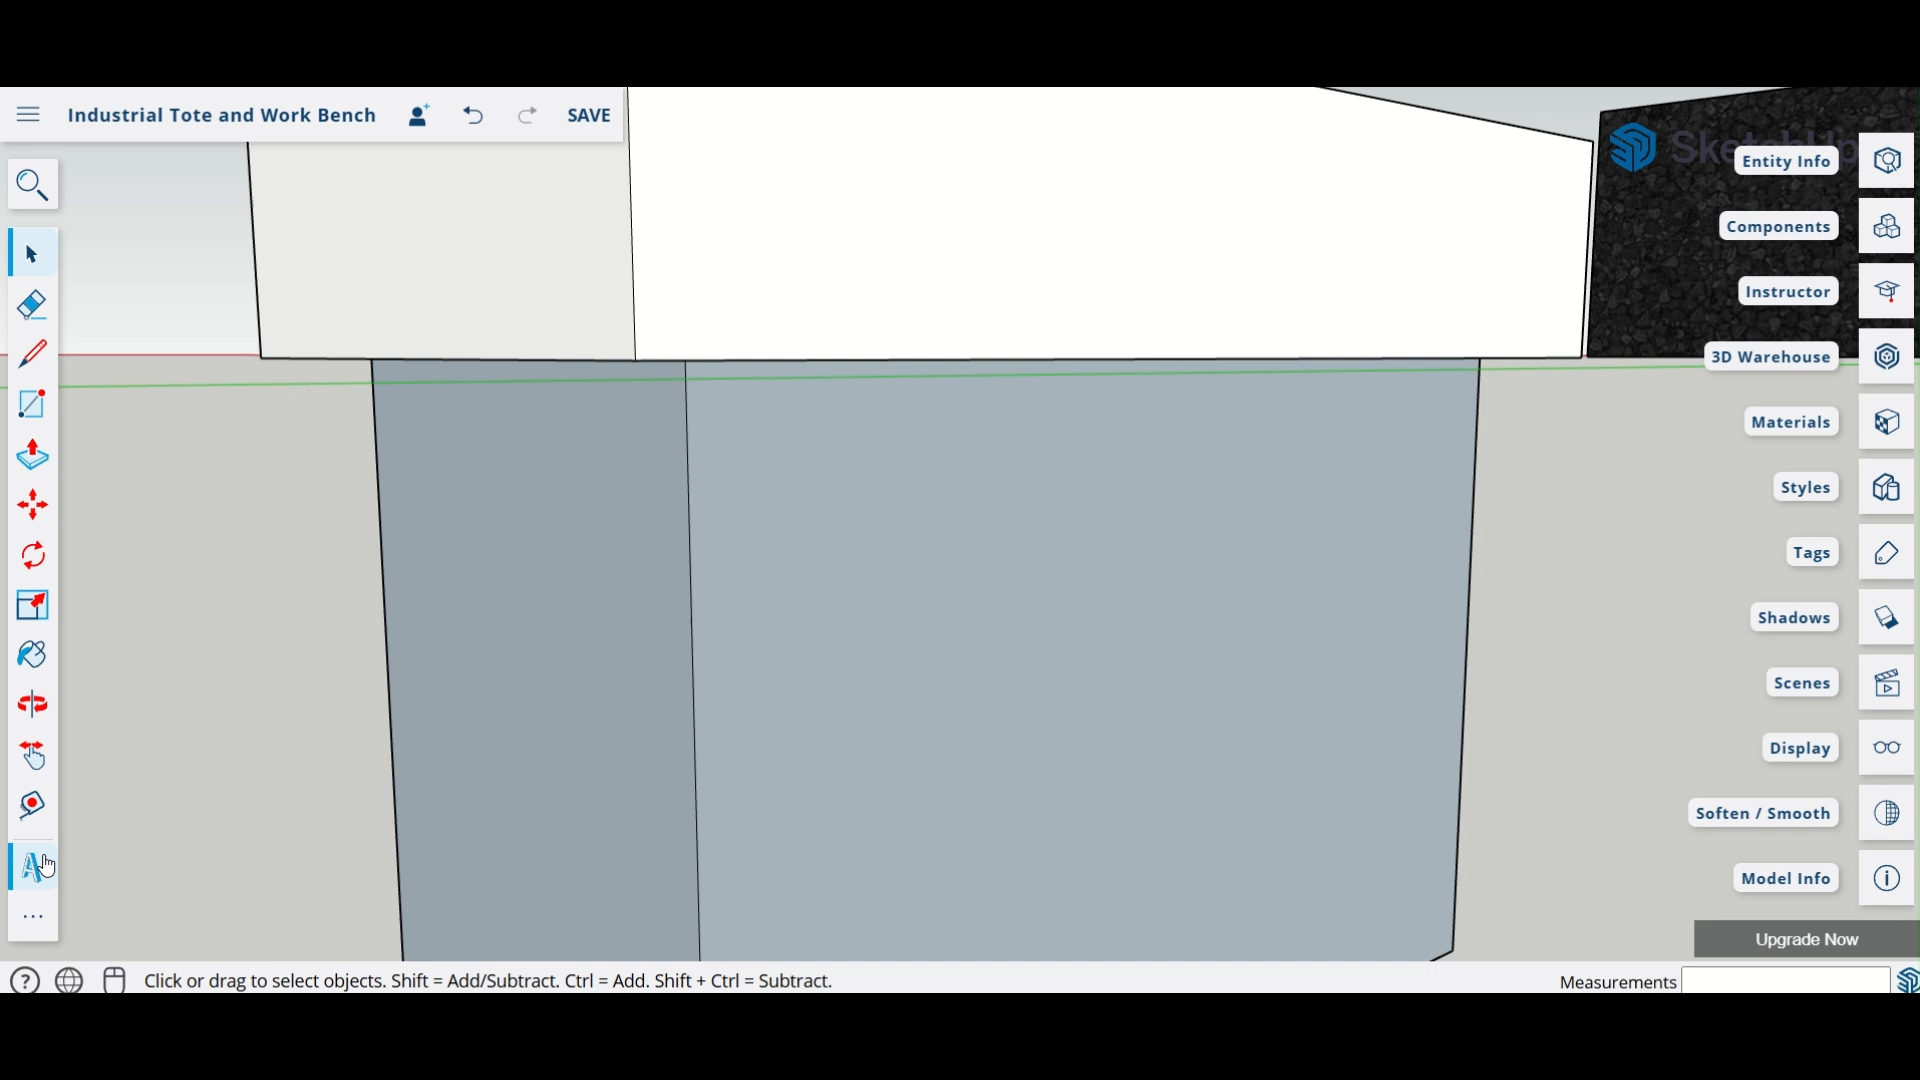 Industrial Tote and Work Bench
SAVE
Entity Info
Components
Instructor
3D Warehouse
Materials
Styles
Tags
Shadows
Scenes
Display
Soften / Smooth
Model Info
Upgrade Now
Click or drag to select objects. Shift = Add/Subtract. Ctrl = Add. Shift + Ctrl = Subtract.
Measurements